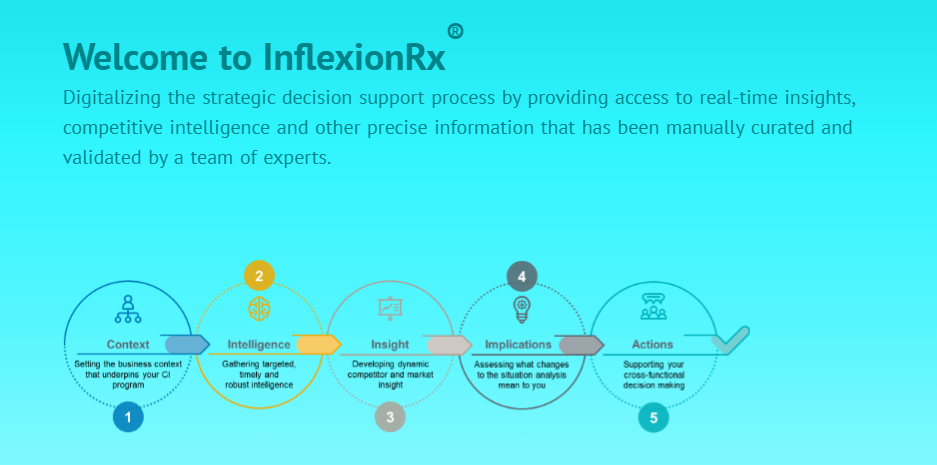 Welcome to InflexionRx®
Digitalizing the strategic decision support process by providing access to real-time insights,
competitive intelligence and other precise information that has been manually curated and
validated by a team of experts.
1
Context
Setting the business context
that underpins your CI
program
2
Intelligence
Gathering targeted,
timely and
robust intelligence
3
Insight
Developing dynamic
competitor and market
insight
4
Implications
Assessing what changes
to the situation analysis
mean to you
5
Actions
Supporting your
cross-functional
decision making